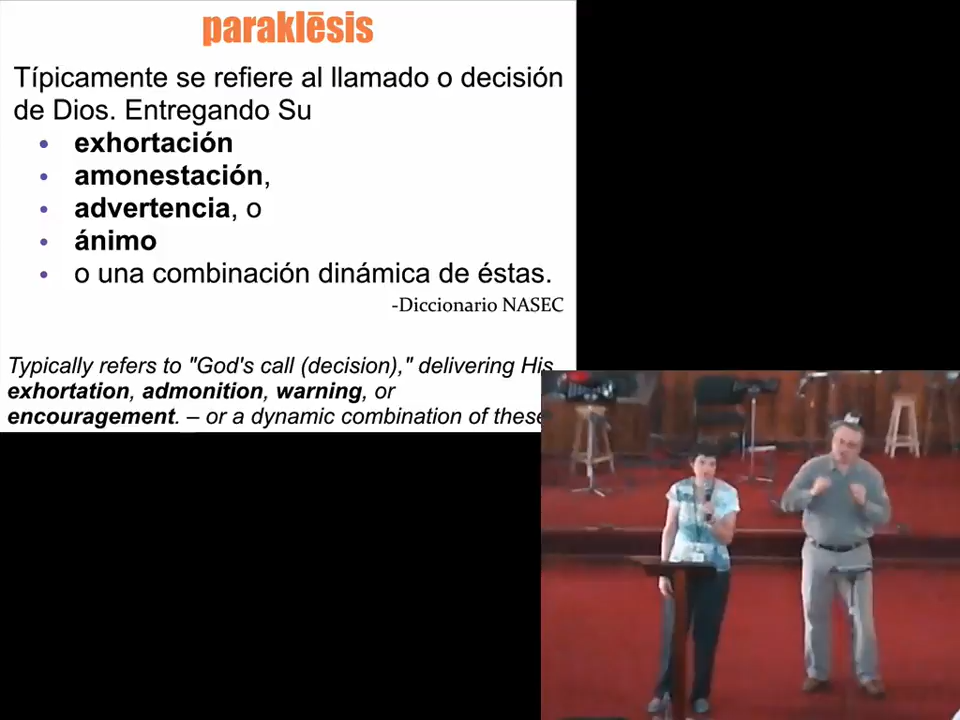 paraklēsis
Típicamente se refiere al llamado o decisión
de Dios. Entregando Su
• exhortación
• amonestación,
• advertencia, o
• ánimo
• o una combinación dinámica de éstas.
-Diccionario NASEC
Typically refers to "God's call (decision)," delivering His
exhortation, admonition, warning, or
encouragement. – or a dynamic combination of these